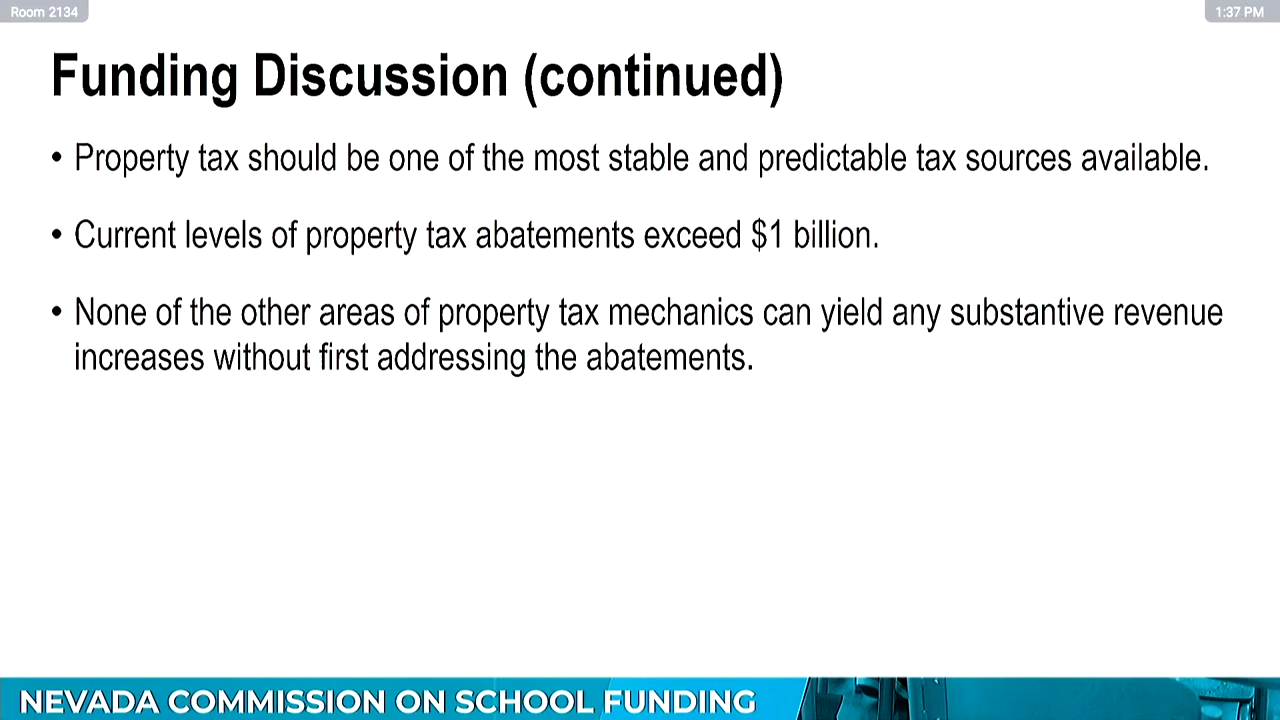 Room 2134
1:37 PM
Funding Discussion (continued)
• Property tax should be one of the most stable and predictable tax sources available.
• Current levels of property tax abatements exceed $1 billion.
• None of the other areas of property tax mechanics can yield any substantive revenue
increases without first addressing the abatements.
NEVADA COMMISSION ON SCHOOL FUNDING